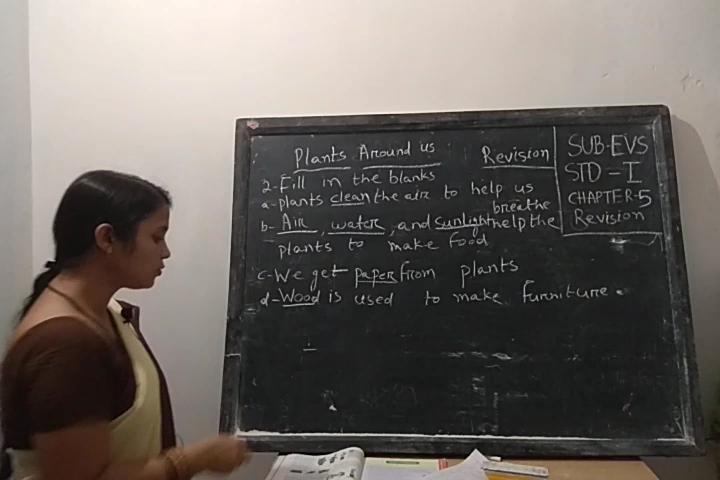 Plants Around us Revision
2-Fill in the blanks
a-plants clean the air to help us
breathe
b-Air, water, and sunlight help the
plants to make food
c-We get paper from plants
d-Wood is used to make furniture.
SUB-EVS
STD-I
CHAPTER-5
Revision